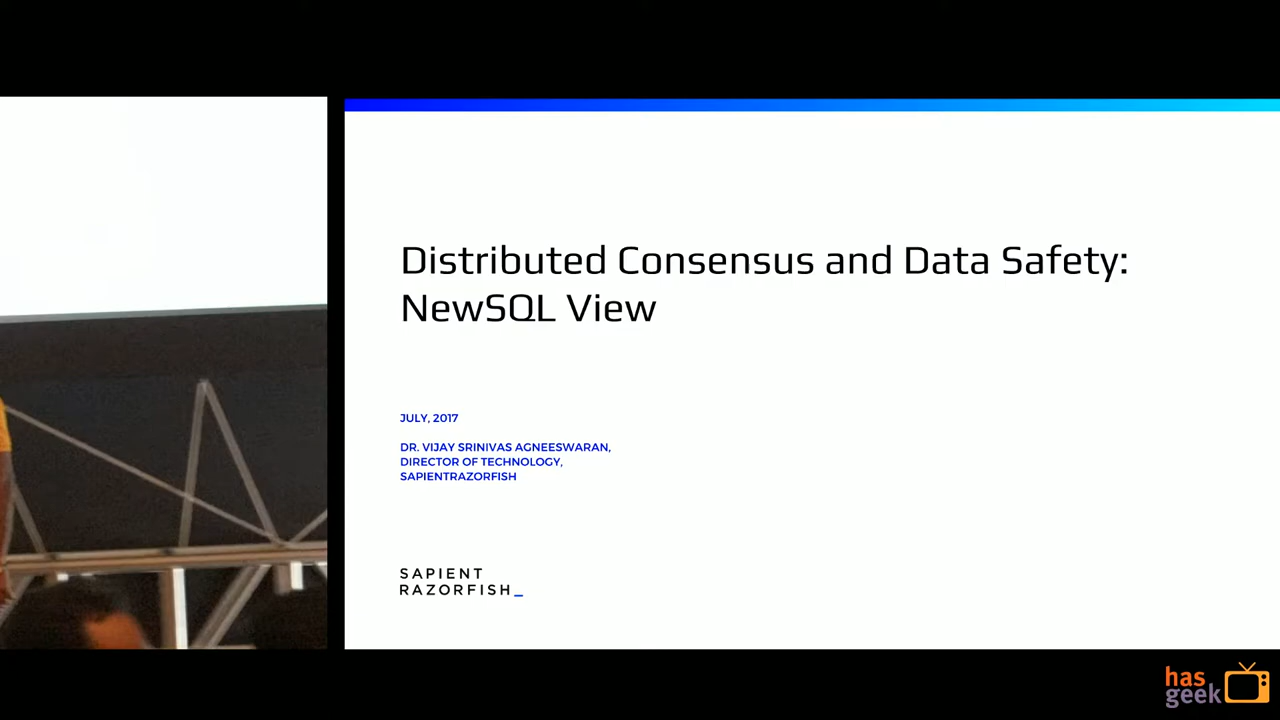 Distributed Consensus and Data Safety:
NewSQL View
JULY, 2017
DR. VIJAY SRINIVAS AGNEESWARAN,
DIRECTOR OF TECHNOLOGY,
SAPIENTRAZORFISH
SAPIENT
RAZORFISH_
has
geek